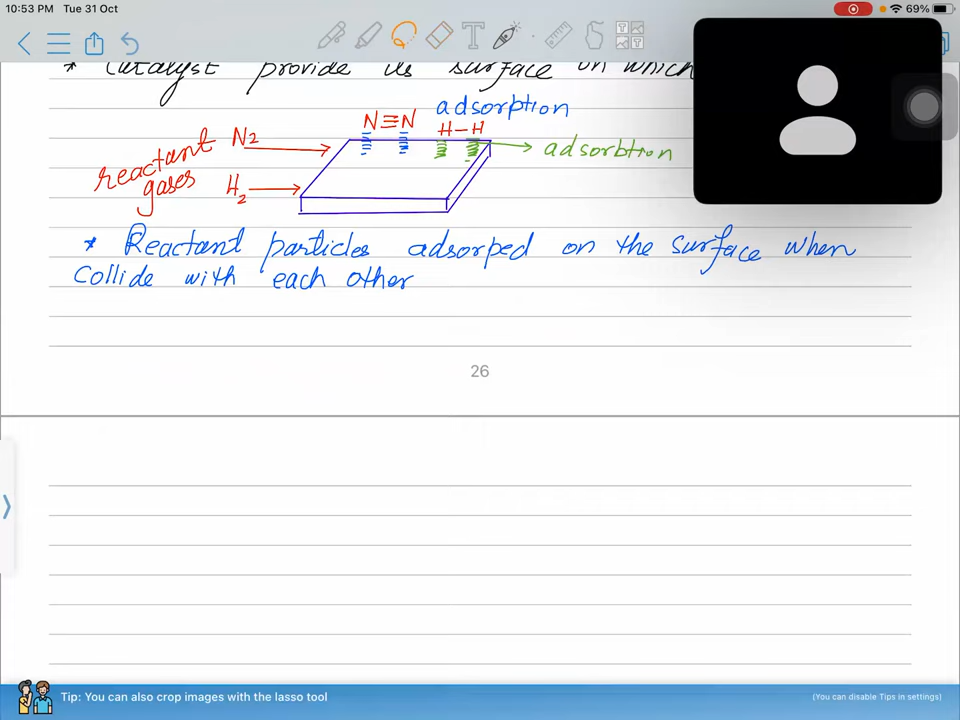 10:53 PM Tue 31 Oct
69%
* Catalyst provide its surface on which
adsorption
N≡N
H-H
N2
reactant
gases
H2
adsorbtion
* Reactant particles adsorped on the surface when
Collide with each other
26
Tip: You can also crop images with the lasso tool
(You can disable Tips in settings)